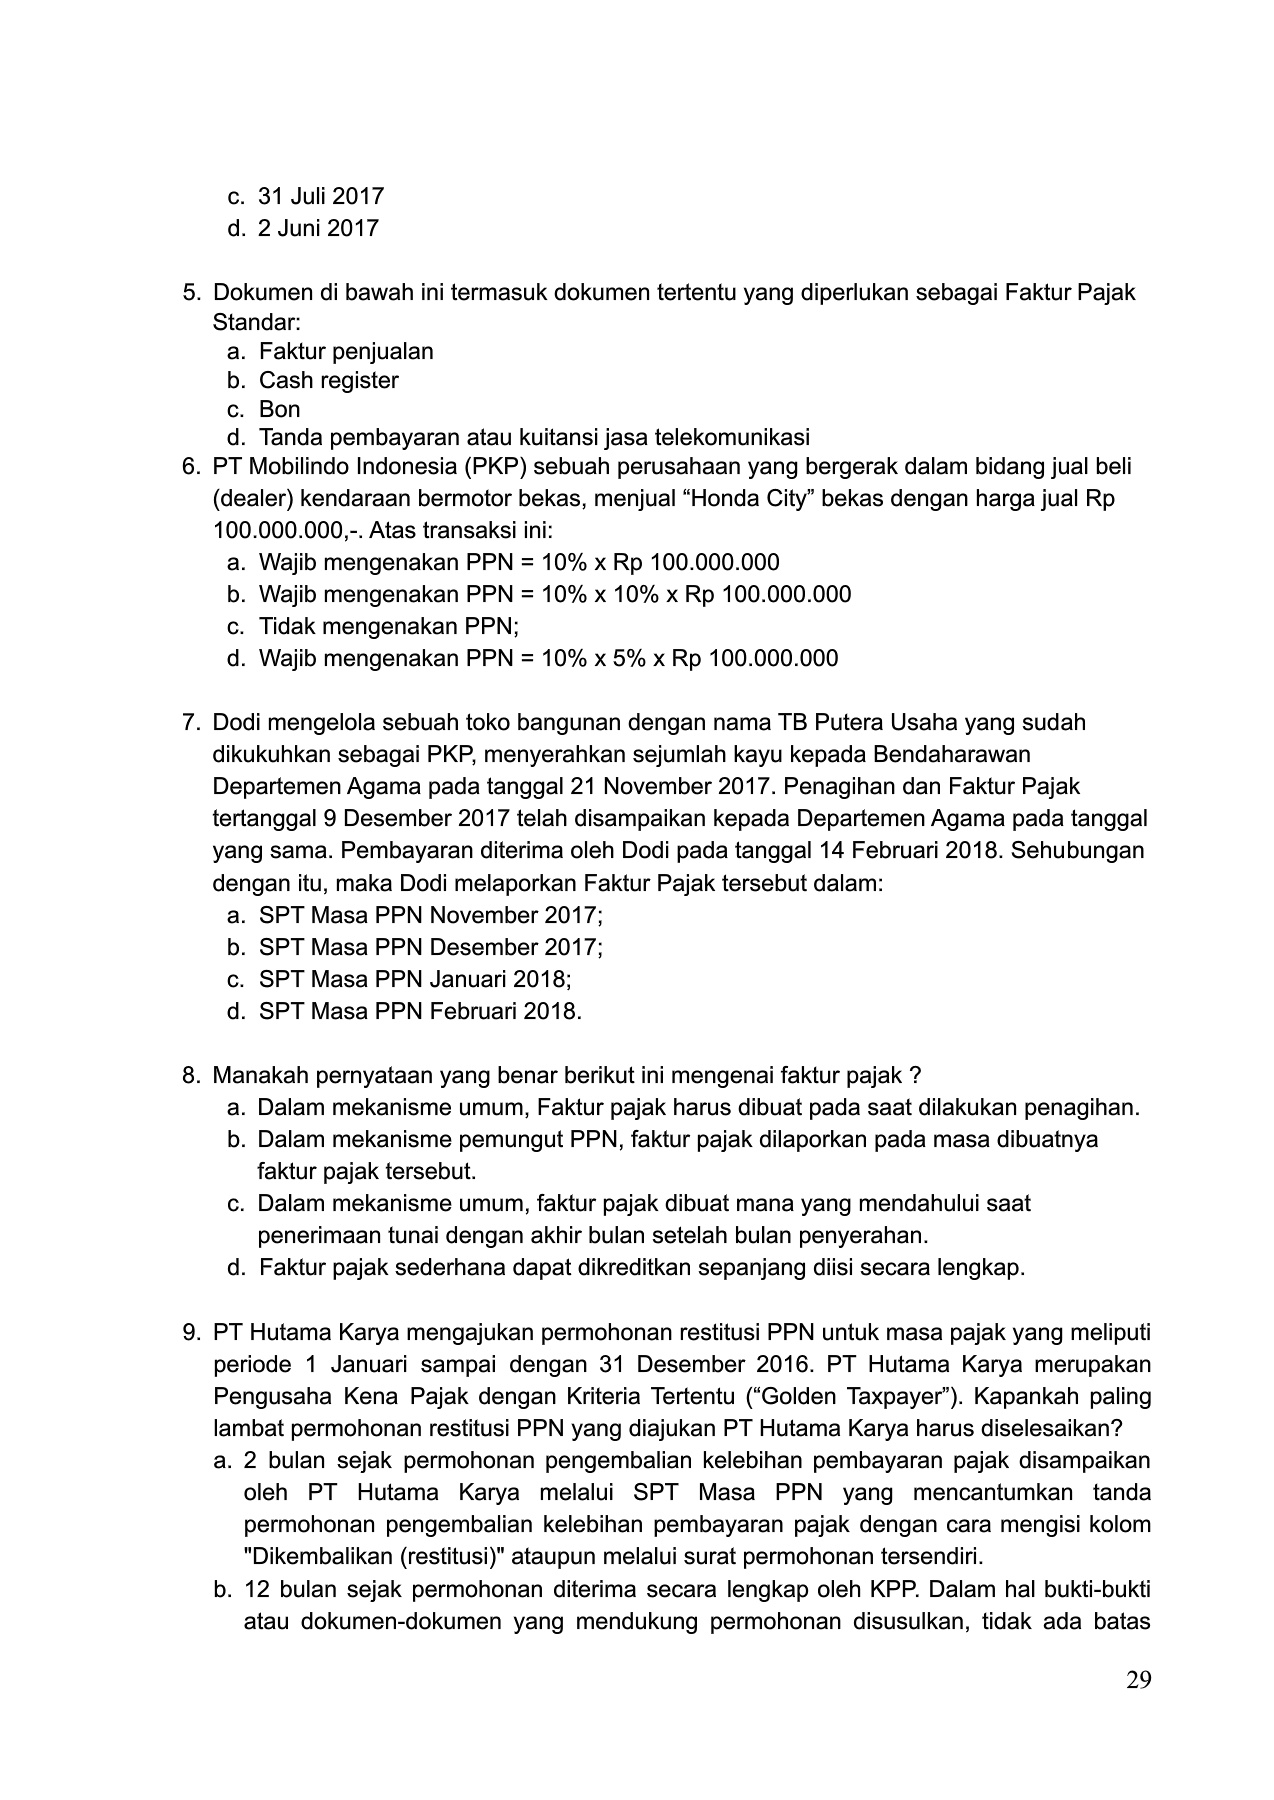 c. 31 Juli 2017
d. 2 Juni 2017
5. Dokumen di bawah ini termasuk dokumen tertentu yang diperlukan sebagai Faktur Pajak
Standar:
a. Faktur penjualan
b. Cash register
c. Bon
d. Tanda pembayaran atau kuitansi jasa telekomunikasi
6. PT Mobilindo Indonesia (PKP) sebuah perusahaan yang bergerak dalam bidang jual beli
(dealer) kendaraan bermotor bekas, menjual “Honda City” bekas dengan harga jual Rp
100.000.000,-. Atas transaksi ini:
a. Wajib mengenakan PPN = 10% x Rp 100.000.000
b. Wajib mengenakan PPN = 10% x 10% x Rp 100.000.000
c. Tidak mengenakan PPN;
d. Wajib mengenakan PPN = 10% x 5% x Rp 100.000.000
7. Dodi mengelola sebuah toko bangunan dengan nama TB Putera Usaha yang sudah
dikukuhkan sebagai PKP, menyerahkan sejumlah kayu kepada Bendaharawan
Departemen Agama pada tanggal 21 November 2017. Penagihan dan Faktur Pajak
tertanggal 9 Desember 2017 telah disampaikan kepada Departemen Agama pada tanggal
yang sama. Pembayaran diterima oleh Dodi pada tanggal 14 Februari 2018. Sehubungan
dengan itu, maka Dodi melaporkan Faktur Pajak tersebut dalam:
a. SPT Masa PPN November 2017;
b. SPT Masa PPN Desember 2017;
c. SPT Masa PPN Januari 2018;
d. SPT Masa PPN Februari 2018.
8. Manakah pernyataan yang benar berikut ini mengenai faktur pajak ?
a. Dalam mekanisme umum, Faktur pajak harus dibuat pada saat dilakukan penagihan.
b. Dalam mekanisme pemungut PPN, faktur pajak dilaporkan pada masa dibuatnya
faktur pajak tersebut.
c. Dalam mekanisme umum, faktur pajak dibuat mana yang mendahului saat
penerimaan tunai dengan akhir bulan setelah bulan penyerahan.
d. Faktur pajak sederhana dapat dikreditkan sepanjang diisi secara lengkap.
9. PT Hutama Karya mengajukan permohonan restitusi PPN untuk masa pajak yang meliputi
periode 1 Januari sampai dengan 31 Desember 2016. PT Hutama Karya merupakan
Pengusaha Kena Pajak dengan Kriteria Tertentu (“Golden Taxpayer”). Kapankah paling
lambat permohonan restitusi PPN yang diajukan PT Hutama Karya harus diselesaikan?
a. 2 bulan sejak permohonan pengembalian kelebihan pembayaran pajak disampaikan
oleh PT Hutama Karya melalui SPT Masa PPN yang mencantumkan tanda
permohonan pengembalian kelebihan pembayaran pajak dengan cara mengisi kolom
"Dikembalikan (restitusi)" ataupun melalui surat permohonan tersendiri.
b. 12 bulan sejak permohonan diterima secara lengkap oleh KPP. Dalam hal bukti-bukti
atau dokumen-dokumen yang mendukung permohonan disusulkan, tidak ada batas
29